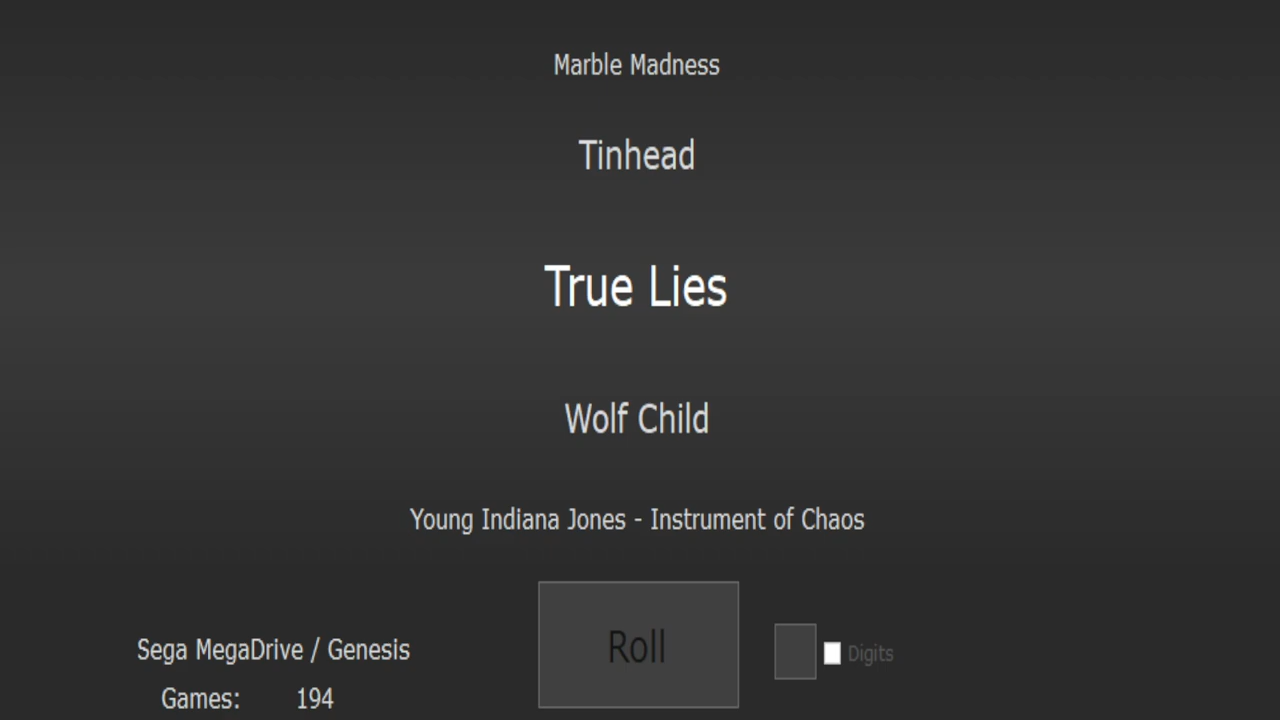 Marble Madness
Tinhead
True Lies
Wolf Child
Young Indiana Jones - Instrument of Chaos
Roll
Digits
Sega MegaDrive / Genesis
Games: 194